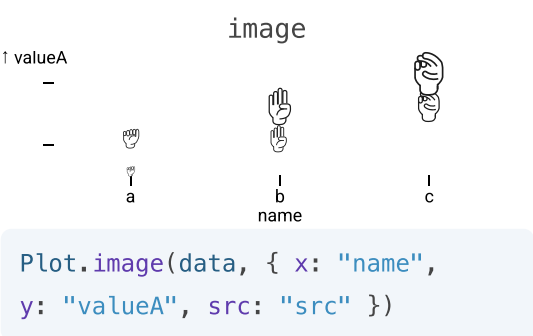 image
↑ valueA
a
b
c
name
Plot.image(data, { x: "name",
y: "valueA", src: "src" })